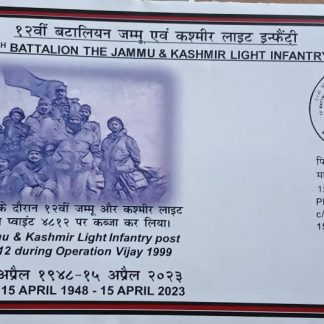 १२वीं बटालियन जम्मू एवं कश्मीर लाइट इन्फैंट्री
TH BATTALION THE JAMMU & KASHMIR LIGHT INFANTRY
के दौरान १२वीं जम्मू और कश्मीर लाइट
प्वाइंट ४८१२ पर कब्जा कर लिया।
& Kashmir Light Infantry post
12 during Operation Vijay 1999
अप्रैल १९४८-१५ अप्रैल २०२३
15 APRIL 1948 - 15 APRIL 2023